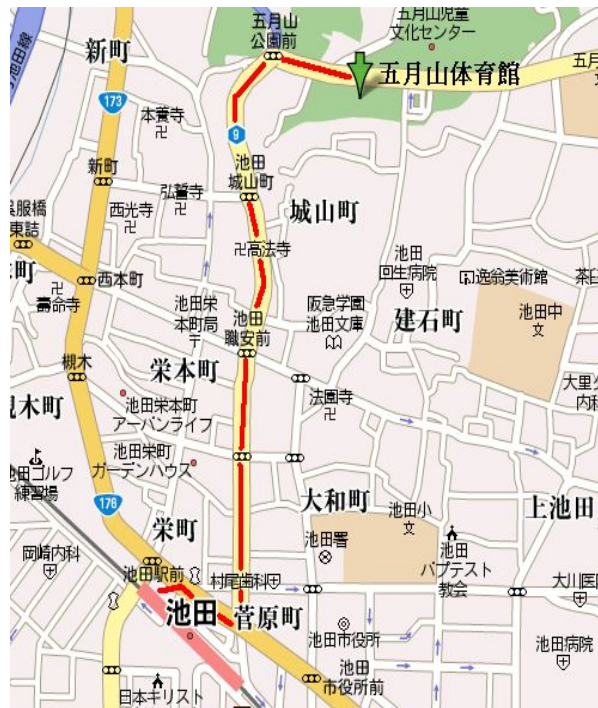 五月山児童
文化センター
五月山
公園前
新町
五月山体育館
173
本養寺
9
池田
城山町
新町
弘誓寺
西光寺
城山町
高法寺
東詰
池田
回生病院
逸翁美術館
西本町
壽命寺
池田栄
本町局
阪急学園
池田文庫
池田中
建石町
池田
職安前
槻木
栄本町
法園寺
大里
内科
槻木町
池田栄本町
アーバンライフ
池田栄町
ガーデンハウス
池田ゴルフ
練習場
176
大和町
上池田
栄町
池田小
池田署
岡崎内科
池田
バプテスト
教会
池田駅前
村尾歯科
大川医
池田
菅原町
池田市役所
池田病院
池田
市役所前
日本キリスト